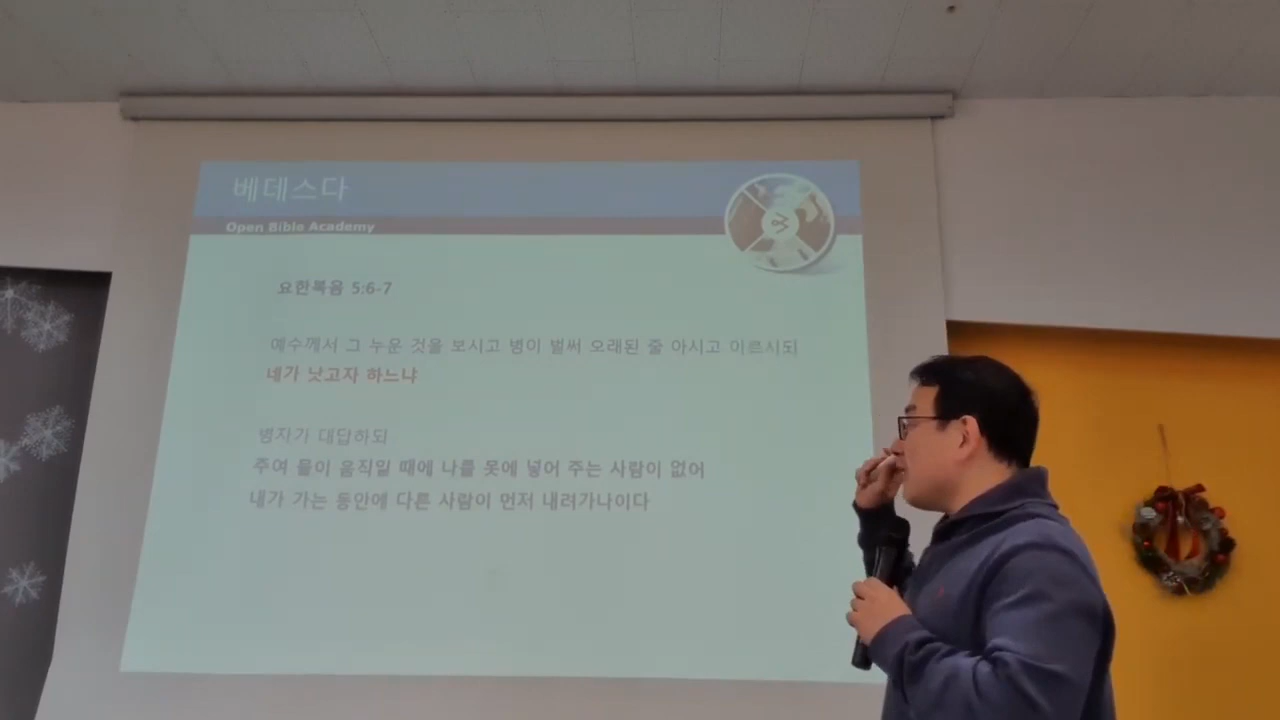 베데스다
Open Bible Academy
요한복음 5:6-7
예수께서 그 누운 것을 보시고 병이 벌써 오래된 줄 아시고 이르시되
네가 낫고자 하느냐
병자가 대답하되
주여 물이 움직일 때에 나를 못에 넣어 주는 사람이 없어
내가 가는 동안에 다른 사람이 먼저 내려가나이다